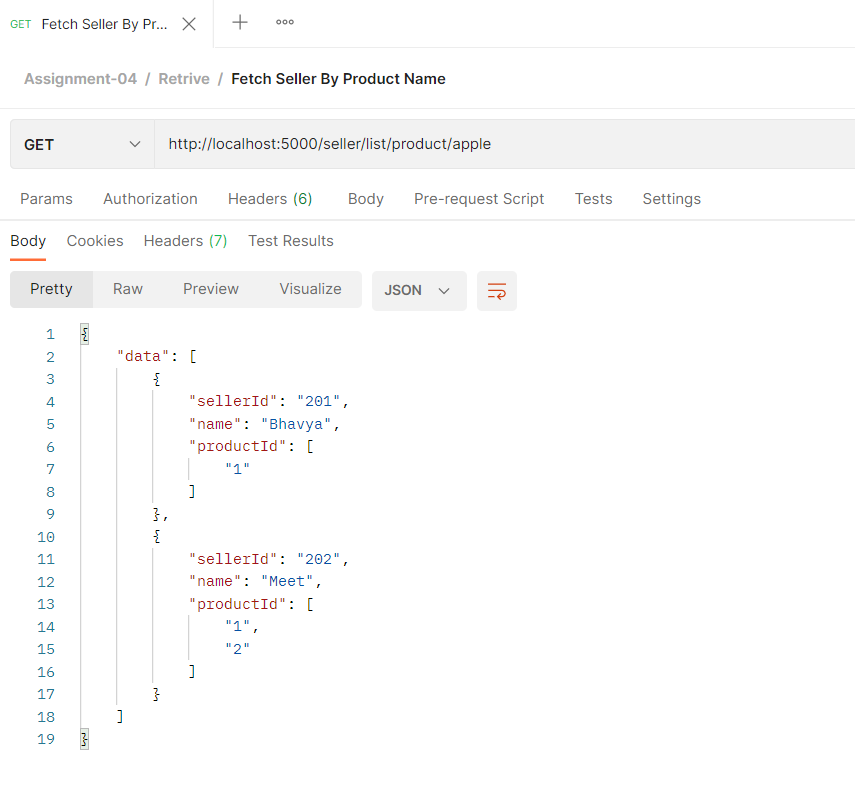 GET Fetch Seller By Pr...
Assignment-04 / Retrive / Fetch Seller By Product Name
GET http://localhost:5000/seller/list/product/apple
Params Authorization Headers (6) Body Pre-request Script Tests Settings
Body Cookies Headers (7) Test Results
Pretty Raw Preview Visualize JSON
1 {
2 "data": [
3 {
4 "sellerId": "201",
5 "name": "Bhavya",
6 "productId": [
7 "1"
8 ]
9 },
10 {
11 "sellerId": "202",
12 "name": "Meet",
13 "productId": [
14 "1",
15 "2"
16 ]
17 }
18 ]
19 }